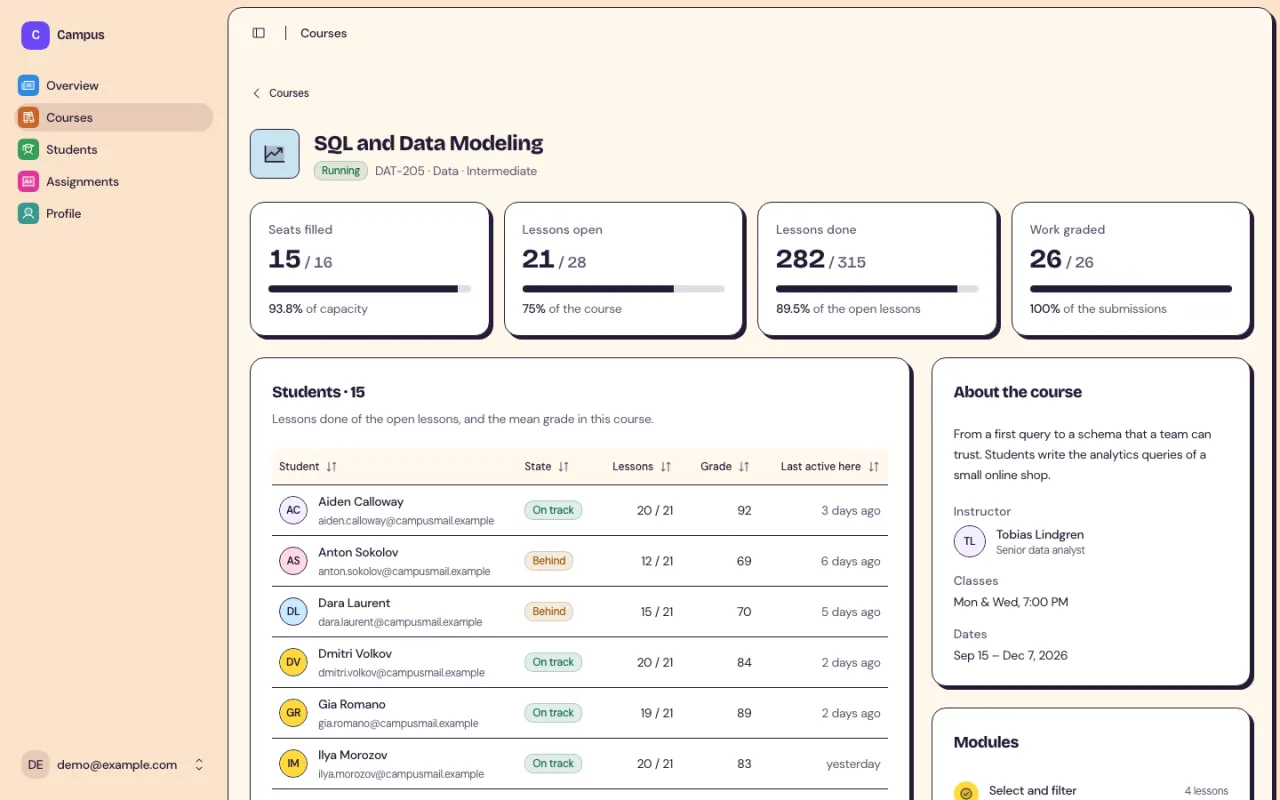 C Campus
Overview
Courses
Students
Assignments
Profile
DE demo@example.com
Courses
Courses
SQL and Data Modeling
Running DAT-205 · Data · Intermediate
Seats filled
15 / 16
93.8% of capacity
Lessons open
21 / 28
75% of the course
Lessons done
282 / 315
89.5% of the open lessons
Work graded
26 / 26
100% of the submissions
Students · 15
Lessons done of the open lessons, and the mean grade in this course.
Student State Lessons Grade Last active here
AC Aiden Calloway On track 20 / 21 92 3 days ago
aiden.calloway@campusmail.example
AS Anton Sokolov Behind 12 / 21 69 6 days ago
anton.sokolov@campusmail.example
DL Dara Laurent Behind 15 / 21 70 5 days ago
dara.laurent@campusmail.example
DV Dmitri Volkov On track 20 / 21 84 2 days ago
dmitri.volkov@campusmail.example
GR Gia Romano On track 19 / 21 89 2 days ago
gia.romano@campusmail.example
IM Ilya Morozov On track 20 / 21 83 yesterday
ilya.morozov@campusmail.example
About the course
From a first query to a schema that a team can
trust. Students write the analytics queries of a
small online shop.
Instructor
TL Tobias Lindgren
Senior data analyst
Classes
Mon & Wed, 7:00 PM
Dates
Sep 15 – Dec 7, 2026
Modules
Select and filter 4 lessons